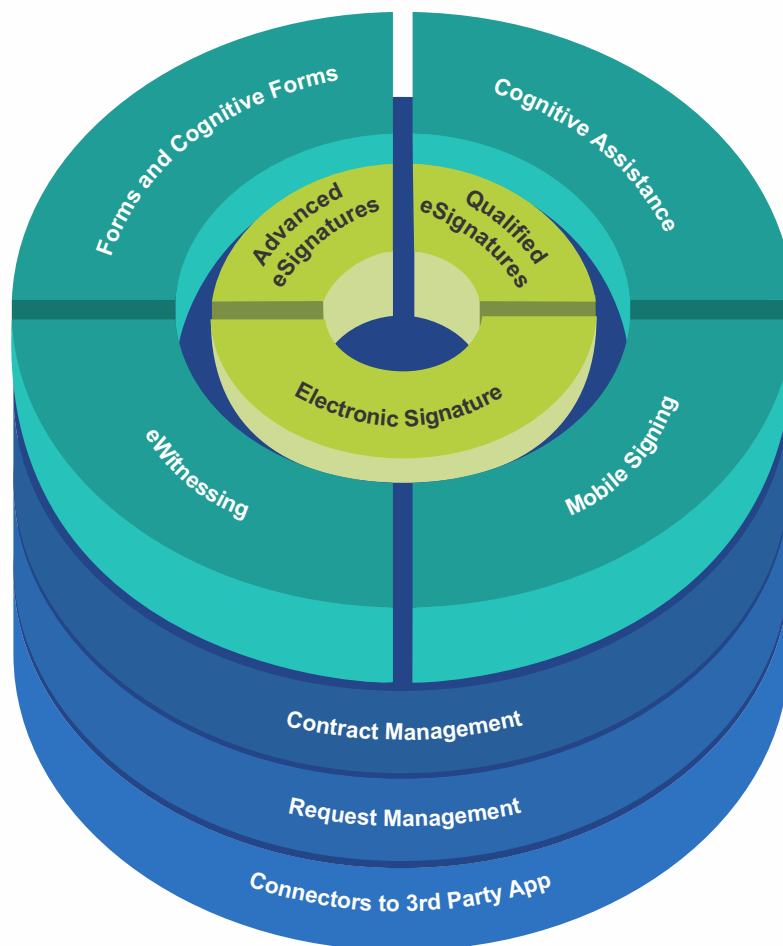 Forms and Cognitive Forms
Cognitive Assistance
Advanced
eSignatures
Qualified
eSignatures
Electronic Signature
eWitnessing
Mobile Signing
Contract Management
Request Management
Connectors to 3rd Party App